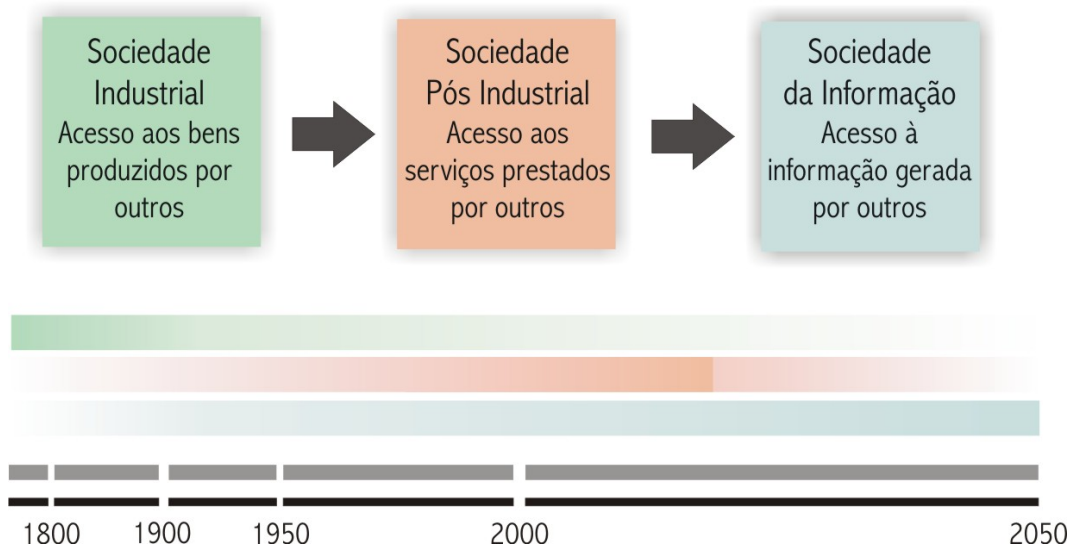 Sociedade
Industrial
Acesso aos bens
produzidos por
outros
Sociedade
Pós Industrial
Acesso aos
serviços prestados
por outros
Sociedade
da Informação
Acesso à
informação gerada
por outros
1800 1900 1950 2000 2050